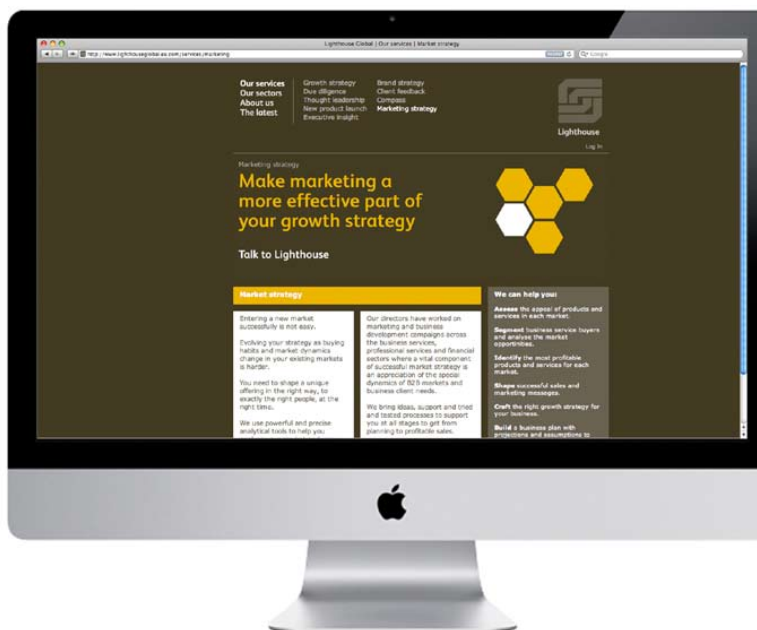 Lighthouse Global | Our services | Market strategy
Google
Our services
Our sectors
About us
The latest
Growth strategy
Due diligence
Thought leadership
New product launch
Executive insight
Brand strategy
Client feedback
Compass
Marketing strategy
Lighthouse
Log In
Marketing strategy
Make marketing a
more effective part of
your growth strategy
Talk to Lighthouse
Market strategy
Entering a new market
successfully is not easy.
Evolving your strategy as buying
habits and market dynamics
change in your existing markets
is harder.
You need to shape a unique
offering in the right way, to
exactly the right people, at the
right time.
We use powerful and precise
analytical tools to help you
Our directors have worked on
marketing and business
development campaigns across
the business services,
professional services and financial
sectors where a vital component
of successful market strategy is
an appreciation of the special
dynamics of B2B markets and
business client needs.
We bring ideas, support and tried
and tested processes to support
you at all stages to get from
planning to profitable sales.
We can help you:
Assess the appeal of products and
services in each market.
Segment business service buyers
and analyse the market
opportunities.
Identify the most profitable
products and services for each
market.
Shape successful sales and
marketing messages.
Craft the right growth strategy for
your business.
Build a business plan with
projections and assumptions to